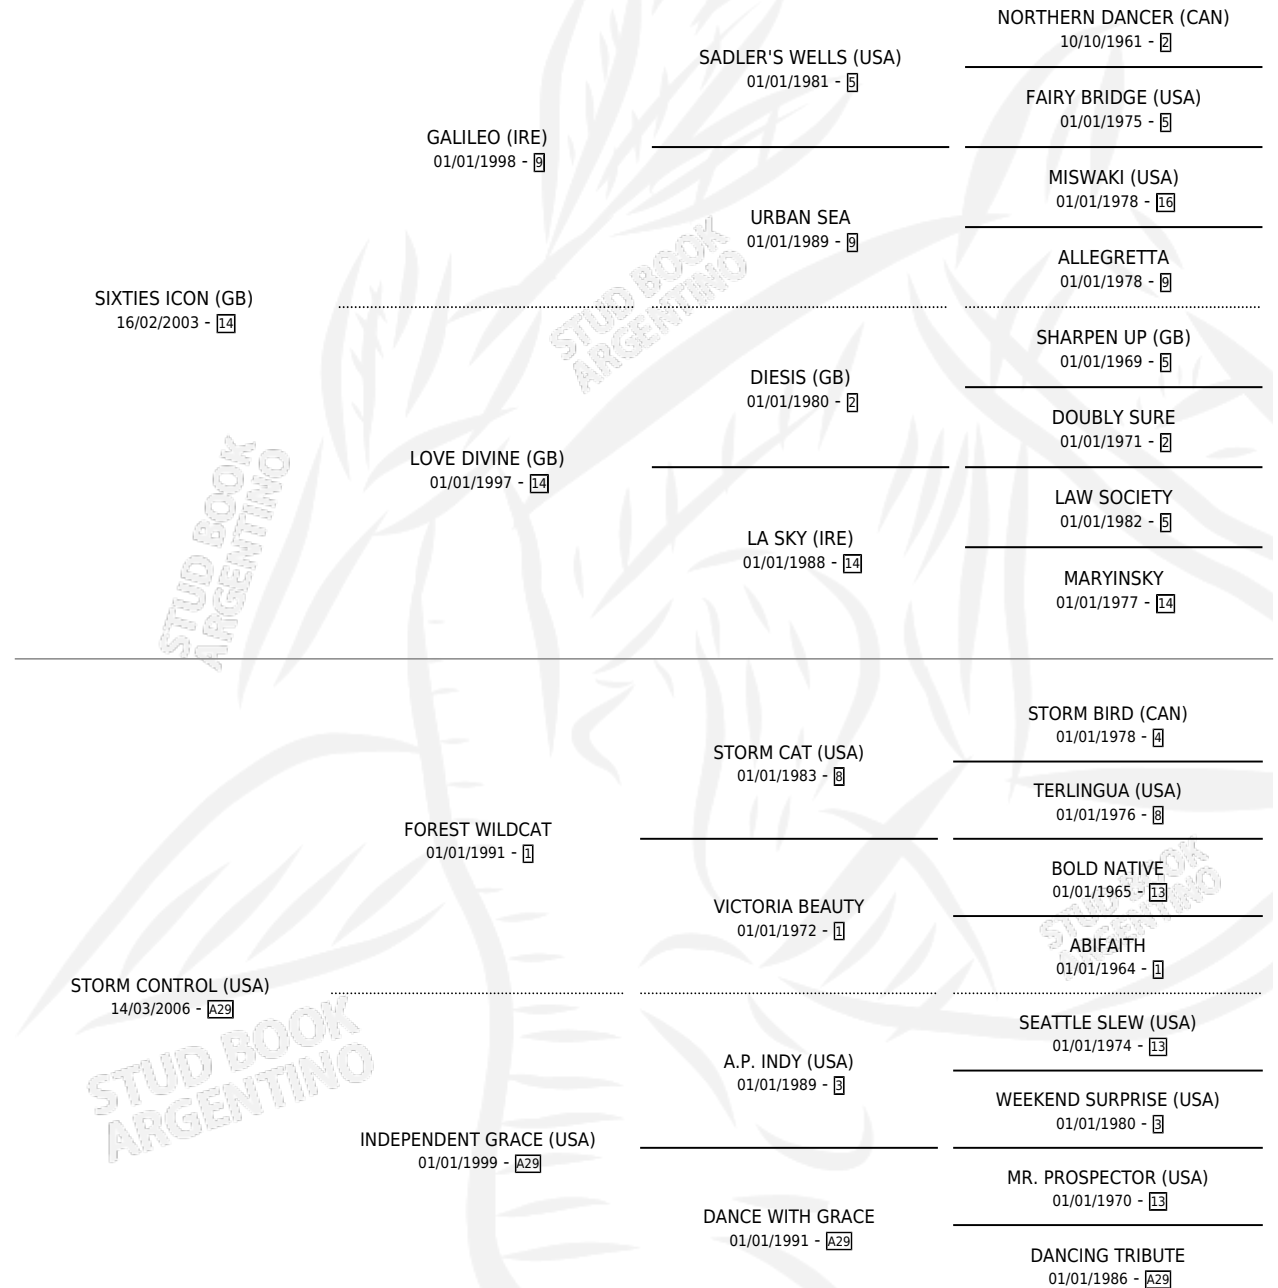 NORTHERN DANCER (CAN)
10/10/1961 - 2
SADLER'S WELLS (USA)
01/01/1981 - 5
FAIRY BRIDGE (USA)
01/01/1975 - 5
GALILEO (IRE)
01/01/1998 - 9
MISWAKI (USA)
01/01/1978 - 16
URBAN SEA
01/01/1989 - 9
ALLEGRETTA
01/01/1978 - 9
SIXTIES ICON (GB)
16/02/2003 - 14
STUD BOOK
ARGENTINO
SHARPEN UP (GB)
01/01/1969 - 5
DIESIS (GB)
01/01/1980 - 2
DOUBLY SURE
01/01/1971 - 2
LOVE DIVINE (GB)
01/01/1997 - 14
LAW SOCIETY
01/01/1982 - 5
LA SKY (IRE)
01/01/1988 - 14
MARYINSKY
01/01/1977 - 14
STUD BOOK
ARGENTINO
STORM BIRD (CAN)
01/01/1978 - 4
STORM CAT (USA)
01/01/1983 - 8
TERLINGUA (USA)
01/01/1976 - 8
FOREST WILDCAT
01/01/1991 - 1
BOLD NATIVE
01/01/1965 - 13
VICTORIA BEAUTY
01/01/1972 - 1
STUD BOOK
ARGENTINO
ABIFAITH
01/01/1964 - 1
STORM CONTROL (USA)
14/03/2006 - A29
SEATTLE SLEW (USA)
01/01/1974 - 13
A.P. INDY (USA)
01/01/1989 - 3
WEEKEND SURPRISE (USA)
01/01/1980 - 3
STUD BOOK
ARGENTINO
INDEPENDENT GRACE (USA)
01/01/1999 - A29
MR. PROSPECTOR (USA)
01/01/1970 - 13
DANCE WITH GRACE
01/01/1991 - A29
DANCING TRIBUTE
01/01/1986 - A29